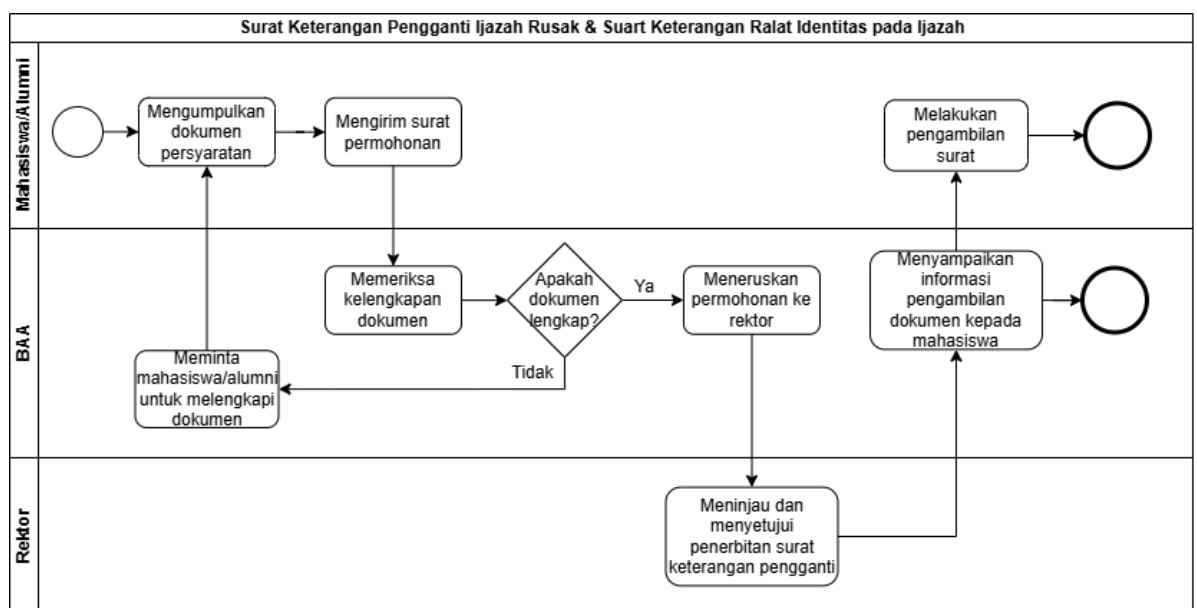 Surat Keterangan Pengganti Ijazah Rusak & Suart Keterangan Ralat Identitas pada Ijazah
Mahasiswa/Alumni
Mengumpulkan
dokumen
persyaratan
Mengirim surat
permohonan
Melakukan
pengambilan
surat
BAA
Memeriksa
kelengkapan
dokumen
Apakah
dokumen
lengkap?
Ya
Tidak
Meneruskan
permohonan ke
rektor
Menyampaikan
informasi
pengambilan
dokumen kepada
mahasiswa
Meminta
mahasiswa/alumni
untuk melengkapi
dokumen
Rektor
Meninjau dan
menyetujui
penerbitan surat
keterangan pengganti